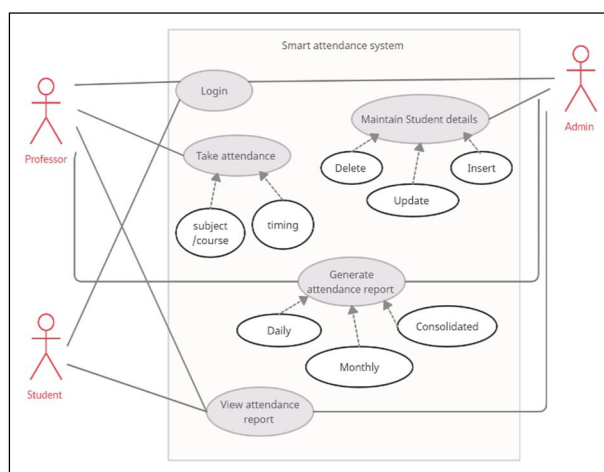 Smart attendance system
Login
Professor
Admin
Maintain Student details
Take attendance
Delete
Insert
Update
subject
/course
timing
Generate
attendance report
Daily
Consolidated
Monthly
Student
View attendance
report